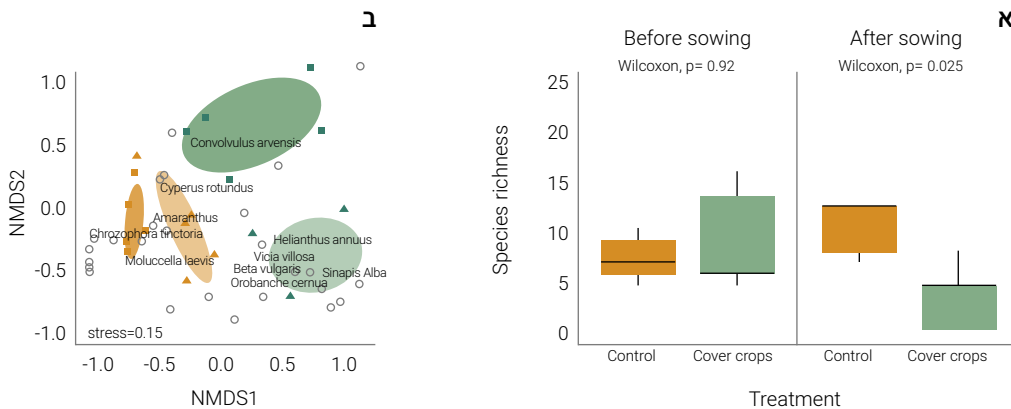 א
Before sowing
After sowing
Wilcoxon, p= 0.92
Wilcoxon, p= 0.025
Species richness
25
20
15
10
5
0
Control
Cover crops
Control
Cover crops
Treatment
ב
NMDS2
1.0
0.5
0.0
-0.5
-1.0
Convolvulus arvensis
Cyperus rotundus
Amaranthus
Chrozophora tinctoria
Moluccella laevis
Helianthus annuus
Vicia villosa
Beta vulgaris
Sinapis Alba
Orobanche cernua
stress=0.15
-1.0
-0.5
0.0
0.5
1.0
NMDS1